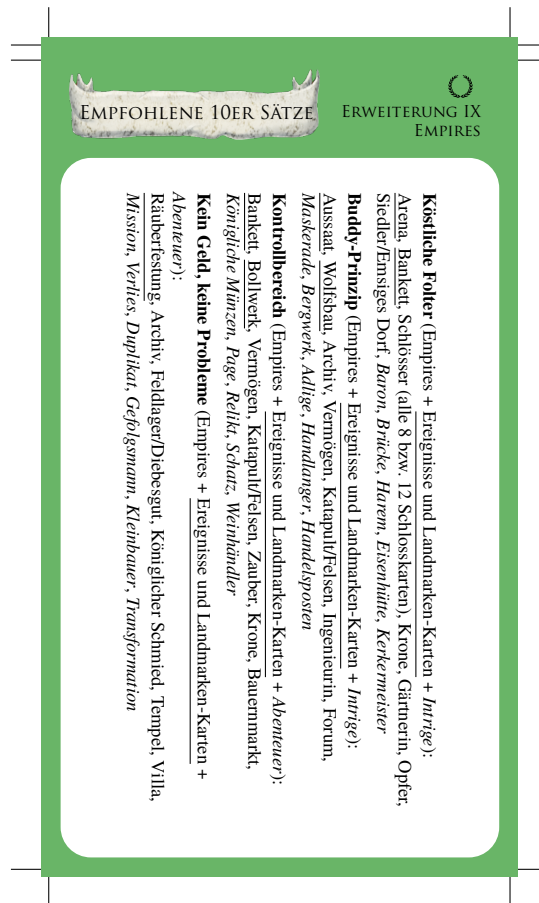 EMPFOHLENE 10ER SÄTZE
ERWEITERUNG IX
EMPIRES
Köstliche Folter (Empires + Ereignisse und Landmarken-Karten + Intrige):
Arena, Bankett, Schlösser (alle 8 bzw. 12 Schlosskarten), Krone, Gärtnerin, Opfer,
Siedler/Emsiges Dorf, Baron, Brücke, Harem, Eisenhütte, Kerkermeister
Buddy-Prinzip (Empires + Ereignisse und Landmarken-Karten + Intrige):
Aussaat, Wolfsbau, Archiv, Vermögen, Katapult/Felsen, Ingenieurin, Forum,
Maskerade, Bergwerk, Adlige, Handlanger, Handelsposten
Kontrollbereich (Empires + Ereignisse und Landmarken-Karten + Abenteuer):
Bankett, Bollwerk, Vermögen, Katapult/Felsen, Zauber, Krone, Bauernmarkt,
Königliche Münzen, Page, Relikt, Schatz, Weinhändler
Kein Geld, keine Probleme (Empires + Ereignisse und Landmarken-Karten +
Abenteuer):
Räuberfestung, Archiv, Feldlager/Diebesgut, Königlicher Schmied, Tempel, Villa,
Mission, Verlies, Duplikat, Gefolgsmann, Kleinbauer, Transformation